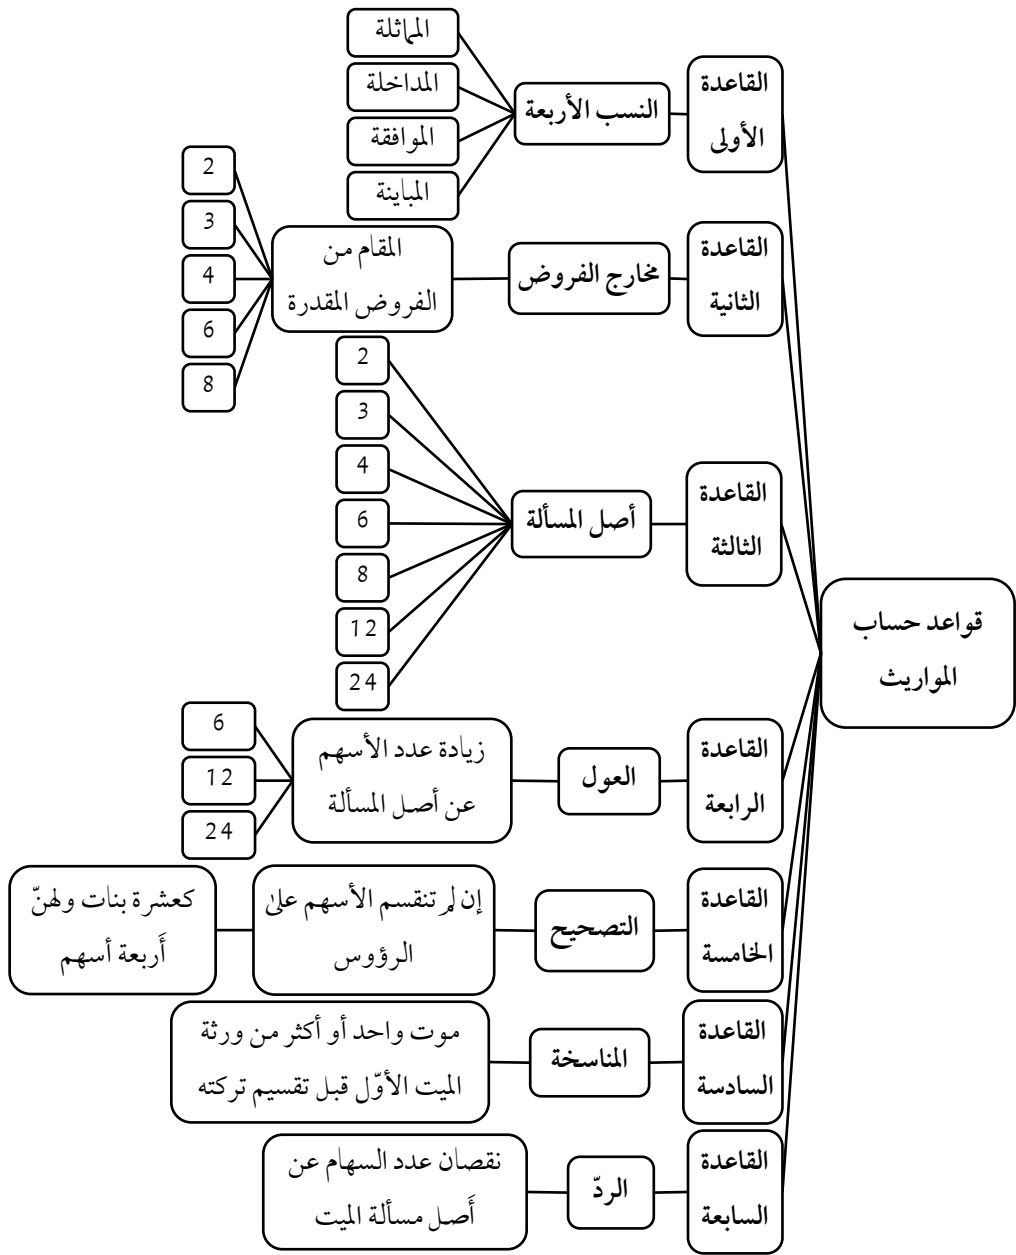 قواعد حساب
المواريث
القاعدة
الأولى
النسب الأربعة
المماثلة
المداخلة
الموافقة
المباينة
القاعدة
الثانية
مخارج الفروض
المقام من
الفروض المقدرة
2
3
4
6
8
القاعدة
الثالثة
أصل المسألة
2
3
4
6
8
12
24
القاعدة
الرابعة
العول
زيادة عدد الأسهم
عن أصل المسألة
6
12
24
القاعدة
الخامسة
التصحيح
إن لم تنقسم الأسهم على
الرؤوس
كعشرة بنات ولهنّ
أَربعة أسهم
القاعدة
السادسة
المناسخة
موت واحد أو أكثر من ورثة
الميت الأوّل قبل تقسيم تركته
القاعدة
السابعة
الردّ
نقصان عدد السهام عن
أَصل مسألة الميت